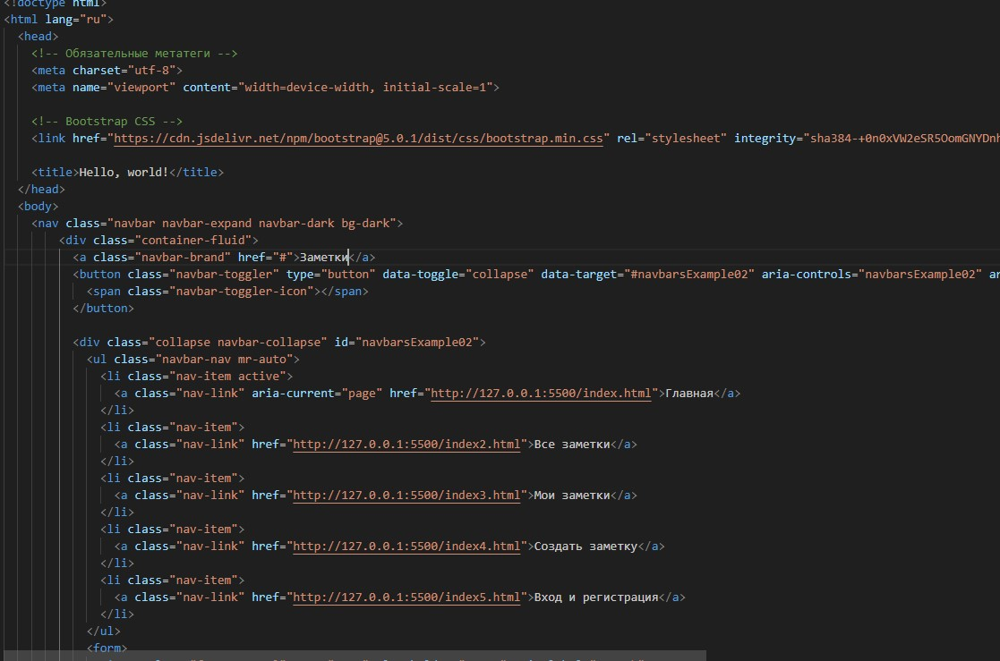 <!doctype html>
<html lang="ru">
<head>
<!-- Обязательные метатеги -->
<meta charset="utf-8">
<meta name="viewport" content="width=device-width, initial-scale=1">
<!-- Bootstrap CSS -->
<link href="https://cdn.jsdelivr.net/npm/bootstrap@5.0.1/dist/css/bootstrap.min.css" rel="stylesheet" integrity="sha384-+0n0xVW2eSR5OomGNYDnh
<title>Hello, world!</title>
</head>
<body>
<nav class="navbar navbar-expand navbar-dark bg-dark">
<div class="container-fluid">
<a class="navbar-brand" href="#">Заметки</a>
<button class="navbar-toggler" type="button" data-toggle="collapse" data-target="#navbarsExample02" aria-controls="navbarsExample02" ar
<span class="navbar-toggler-icon"></span>
</button>
<div class="collapse navbar-collapse" id="navbarsExample02">
<ul class="navbar-nav mr-auto">
<li class="nav-item active">
<a class="nav-link" aria-current="page" href="http://127.0.0.1:5500/index.html">Главная</a>
</li>
<li class="nav-item">
<a class="nav-link" href="http://127.0.0.1:5500/index2.html">Все заметки</a>
</li>
<li class="nav-item">
<a class="nav-link" href="http://127.0.0.1:5500/index3.html">Мои заметки</a>
</li>
<li class="nav-item">
<a class="nav-link" href="http://127.0.0.1:5500/index4.html">Создать заметку</a>
</li>
<li class="nav-item">
<a class="nav-link" href="http://127.0.0.1:5500/index5.html">Вход и регистрация</a>
</li>
</ul>
<form>